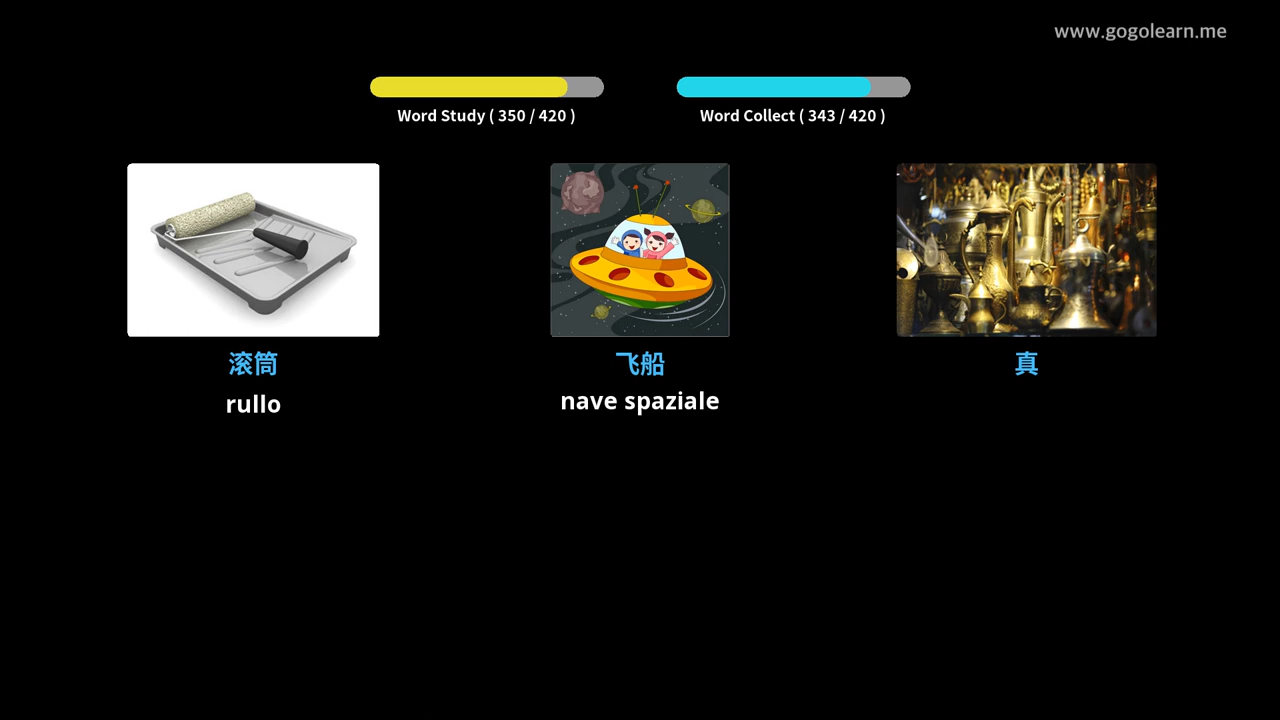 www.gogolearn.me
Word Study ( 350 / 420 )
Word Collect ( 343 / 420 )
滚筒
rullo
飞船
nave spaziale
真